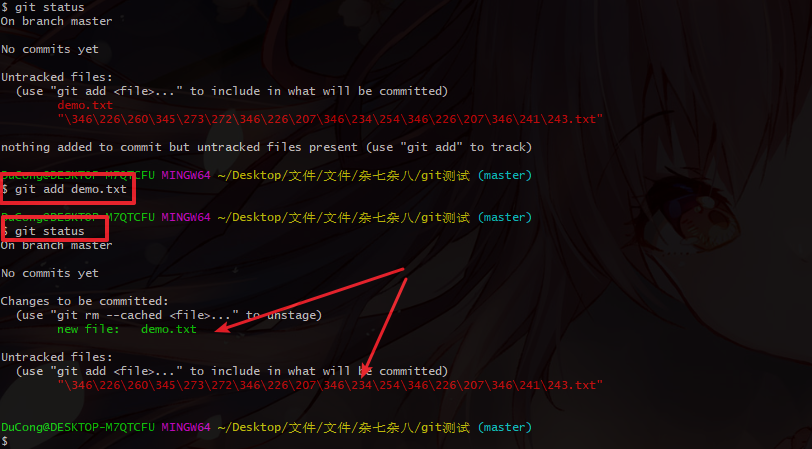 $ git status
On branch master
No commits yet
Untracked files:
(use "git add <file>..." to include in what will be committed)
demo.txt
"\346\226\260\345\273\272\346\226\207\346\234\254\346\226\207\346\241\243.txt"
nothing added to commit but untracked files present (use "git add" to track)
DuCong@DESKTOP-M7QTCFU MINGW64 ~/Desktop/文件/文件/杂七杂八/git测试 (master)
$ git add demo.txt
DuCong@DESKTOP-M7QTCFU MINGW64 ~/Desktop/文件/文件/杂七杂八/git测试 (master)
$ git status
On branch master
No commits yet
Changes to be committed:
(use "git rm --cached <file>..." to unstage)
new file:   demo.txt
Untracked files:
(use "git add <file>..." to include in what will be committed)
"\346\226\260\345\273\272\346\226\207\346\234\254\346\226\207\346\241\243.txt"
DuCong@DESKTOP-M7QTCFU MINGW64 ~/Desktop/文件/文件/杂七杂八/git测试 (master)
$